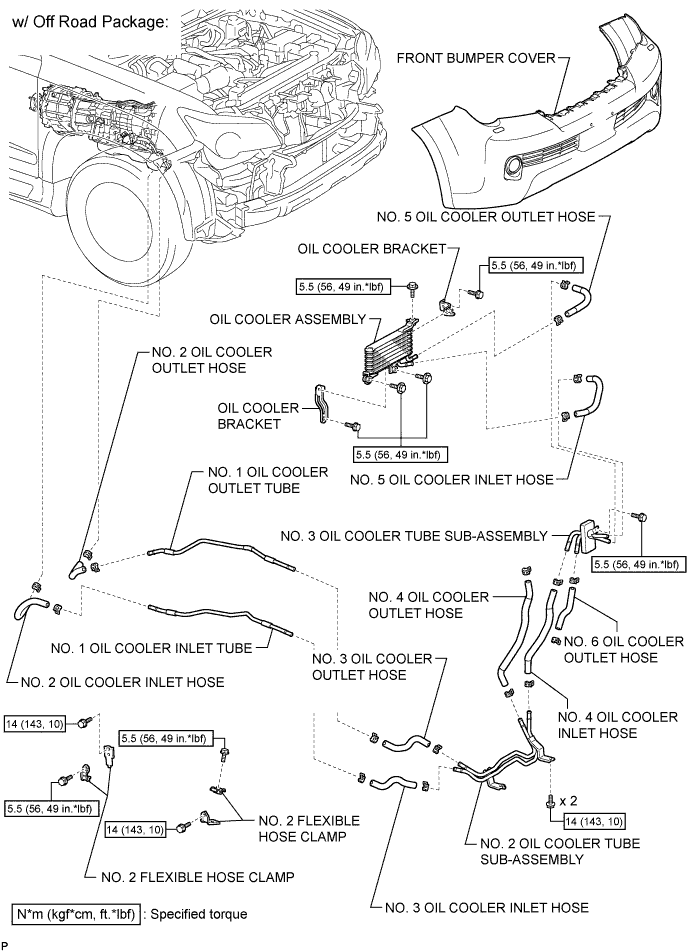 w/ Off Road Package:
FRONT BUMPER COVER
NO. 5 OIL COOLER OUTLET HOSE
OIL COOLER BRACKET
5.5 (56, 49 in.*lbf)
5.5 (56, 49 in.*lbf)
OIL COOLER ASSEMBLY
NO. 2 OIL COOLER
OUTLET HOSE
OIL COOLER
BRACKET
5.5 (56, 49 in.*lbf)
NO. 1 OIL COOLER
OUTLET TUBE
NO. 5 OIL COOLER INLET HOSE
NO. 3 OIL COOLER TUBE SUB-ASSEMBLY
5.5 (56, 49 in.*lbf)
NO. 4 OIL COOLER
OUTLET HOSE
NO. 6 OIL COOLER
OUTLET HOSE
NO. 1 OIL COOLER INLET TUBE
NO. 3 OIL COOLER
OUTLET HOSE
NO. 2 OIL COOLER INLET HOSE
NO. 4 OIL COOLER
INLET HOSE
14 (143, 10)
5.5 (56, 49 in.*lbf)
5.5 (56, 49 in.*lbf)
x 2
14 (143, 10)
14 (143, 10)
NO. 2 FLEXIBLE
HOSE CLAMP
NO. 2 OIL COOLER TUBE
SUB-ASSEMBLY
NO. 2 FLEXIBLE HOSE CLAMP
NO. 3 OIL COOLER INLET HOSE
N*m (kgf*cm, ft.*lbf) : Specified torque
P